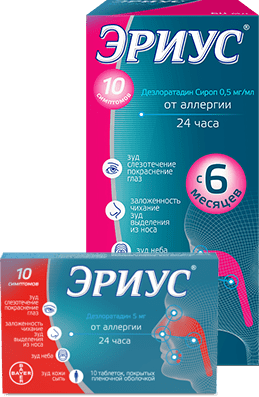 ЭРИУС®
10
симптомов
Дезлоратадин Сироп 0,5 мг/мл
от аллергии
24 часа
зуд
слезотечение
покраснение
глаз
с 6
месяцев
заложенность
чихание
зуд
выделения
из носа
зуд неба
10
симптомов
ЭРИУС®
Дезлоратадин 5 мг
от аллергии
24 часа
зуд
слезотечение
покраснение
глаз
заложенность
чихание
зуд
выделения
из носа
зуд неба
зуд кожи
сыпь
BAYER
10 таблеток, покрытых
пленочной оболочкой